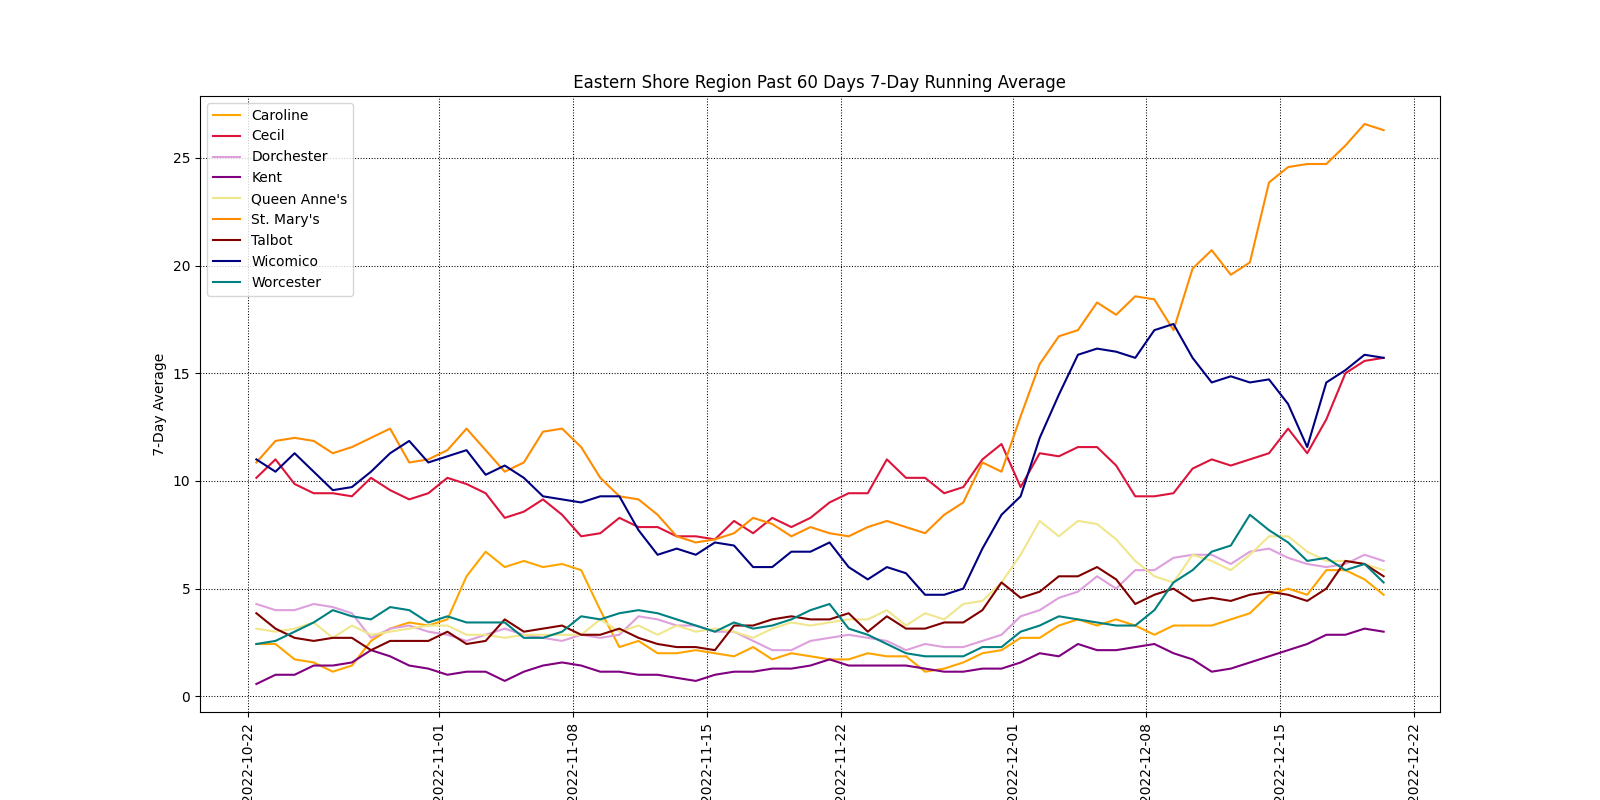 Eastern Shore Region Past 60 Days 7-Day Running Average
Caroline
Cecil
Dorchester
Kent
Queen Anne's
St. Mary's
Talbot
Wicomico
Worcester
7-Day Average
25
20
15
10
5
0
2022-10-22
2022-11-01
2022-11-08
2022-11-15
2022-11-22
2022-12-01
2022-12-08
2022-12-15
2022-12-22